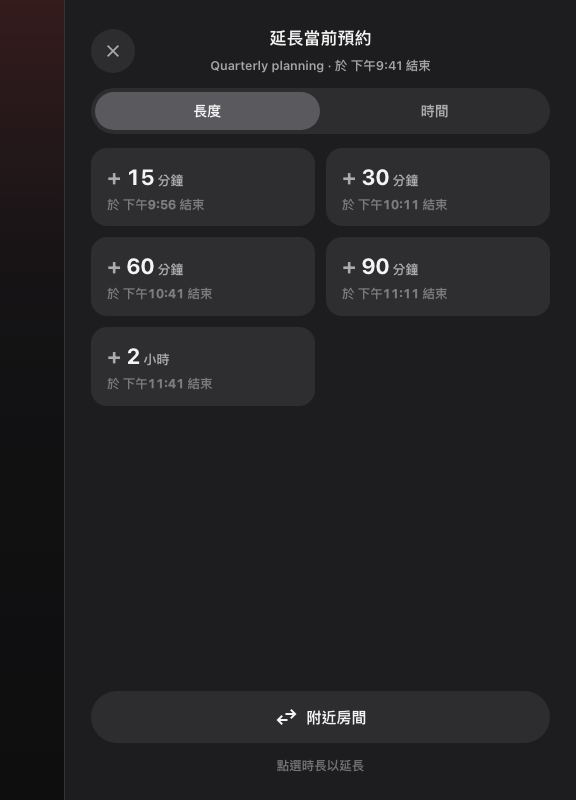 延長當前預約
Quarterly planning · 於 下午9:41 結束
長度
時間
+ 15 分鐘
於 下午9:56 結束
+ 30 分鐘
於 下午10:11 結束
+ 60 分鐘
於 下午10:41 結束
+ 90 分鐘
於 下午11:11 結束
+ 2 小時
於 下午11:41 結束
附近房間
點選時長以延長